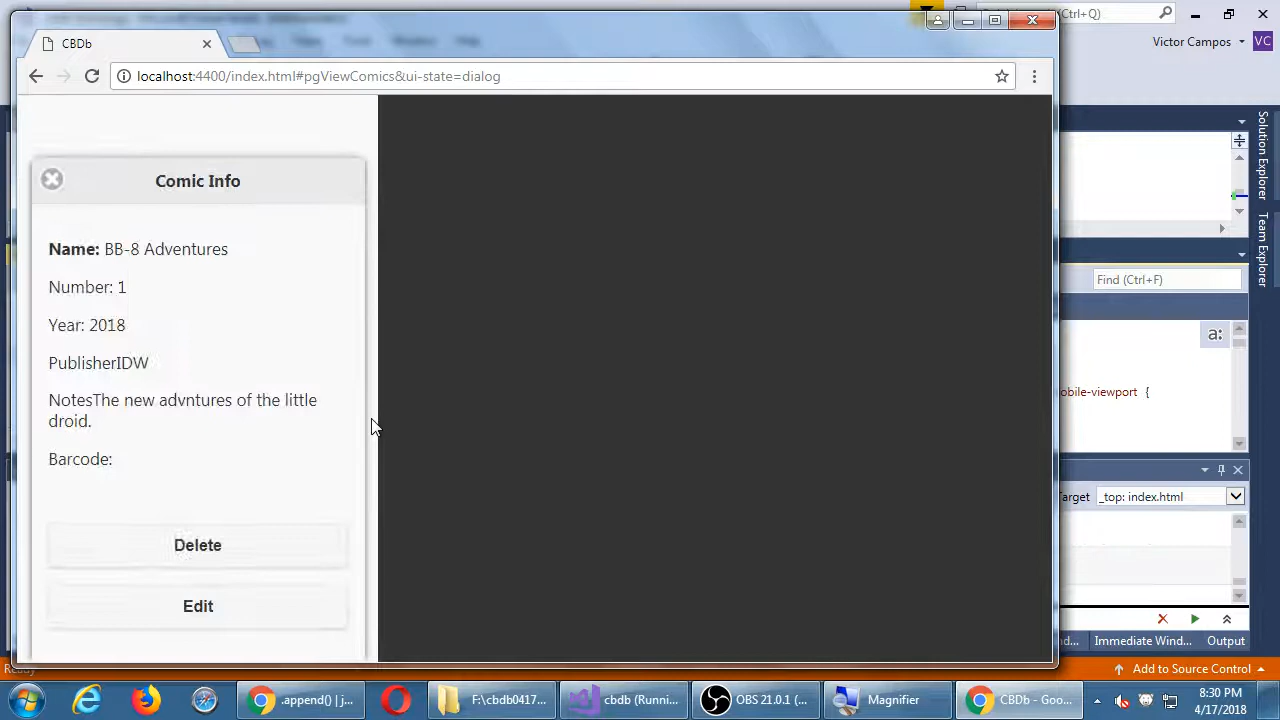 (Ctrl+Q)
CBDb
Victor Campos
VC
localhost:4400/index.html#pgViewComics&ui-state=dialog
Solution Explorer
Team Explorer
Comic Info
Name: BB-8 Adventures
Number: 1
Year: 2018
PublisherIDW
NotesThe new advntures of the little
droid.
Barcode:
Delete
Edit
Find (Ctrl+F)
a:
obile-viewport {
Target
_top: index.html
Immediate Wind...
Output
Ready
Add to Source Control
.append() | j...
F:\cbdb0417...
cbdb (Runni...
OBS 21.0.1 (...
Magnifier
CBDb - Goo...
8:30 PM
4/17/2018